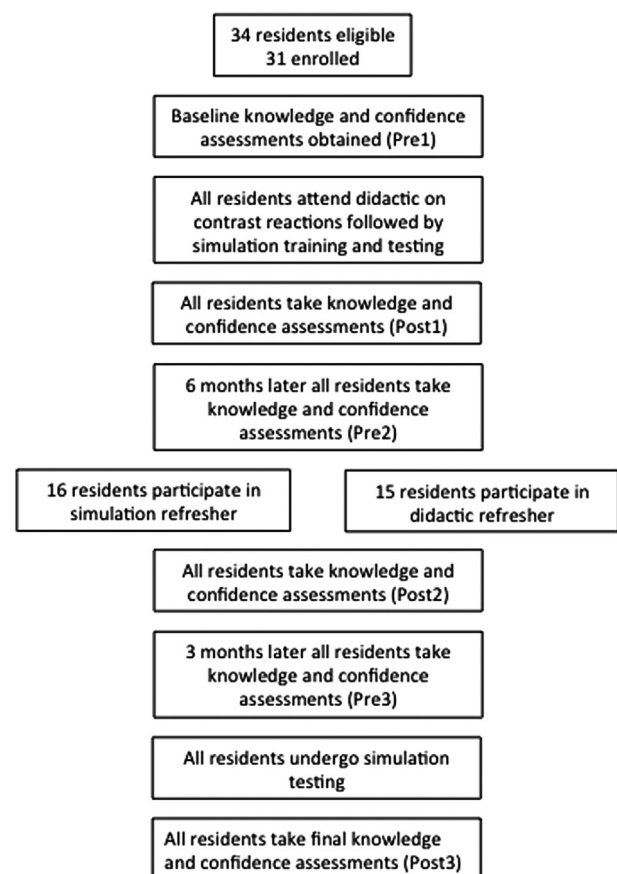 34 residents eligible
31 enrolled
Baseline knowledge and confidence
assessments obtained (Pre1)
All residents attend didactic on
contrast reactions followed by
simulation training and testing
All residents take knowledge and
confidence assessments (Post1)
6 months later all residents take
knowledge and confidence
assessments (Pre2)
16 residents participate in
simulation refresher
15 residents participate in
didactic refresher
All residents take knowledge and
confidence assessments (Post2)
3 months later all residents take
knowledge and confidence
assessments (Pre3)
All residents undergo simulation
testing
All residents take final knowledge
and confidence assessments (Post3)